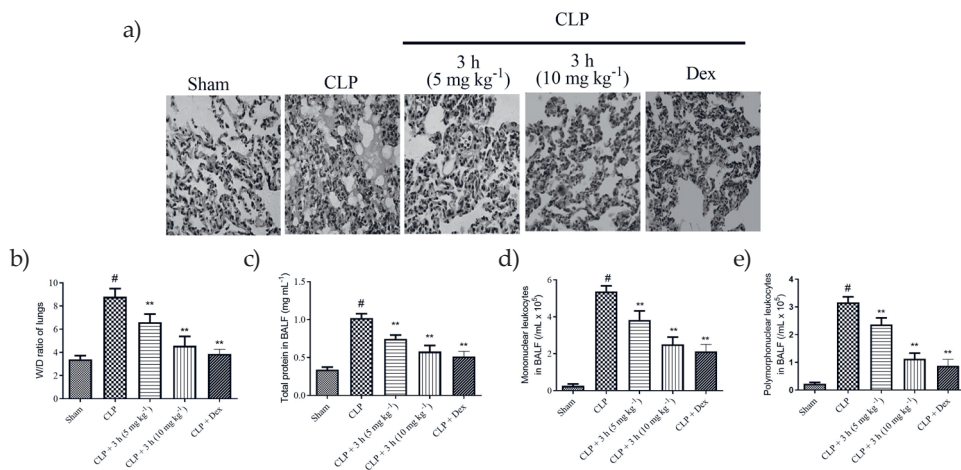 a)
CLP
Sham
CLP
3 h
(5 mg kg⁻¹)
3 h
(10 mg kg⁻¹)
Dex
b)
W/D ratio of lungs
10
8
6
4
2
0
#
**
**
**
Sham
CLP
CLP + 3 h (5 mg kg⁻¹)
CLP + 3 h (10 mg kg⁻¹)
CLP + Dex
c)
Total protein in BALF (mg mL⁻¹)
1.5
1.0
0.5
0.0
#
**
**
**
Sham
CLP
CLP + 3 h (5 mg kg⁻¹)
CLP + 3 h (10 mg kg⁻¹)
CLP + Dex
d)
Mononuclear leukocytes
in BALF (/mL x 10⁵)
6
4
2
0
#
**
**
**
Sham
CLP
CLP + 3 h (5 mg kg⁻¹)
CLP + 3 h (10 mg kg⁻¹)
CLP + Dex
e)
Polymophonuclear leukocytes
in BALF (/mL x 10⁵)
4
3
2
1
0
#
**
**
**
Sham
CLP
CLP + 3 h (5 mg kg⁻¹)
CLP + 3 h (10 mg kg⁻¹)
CLP + Dex